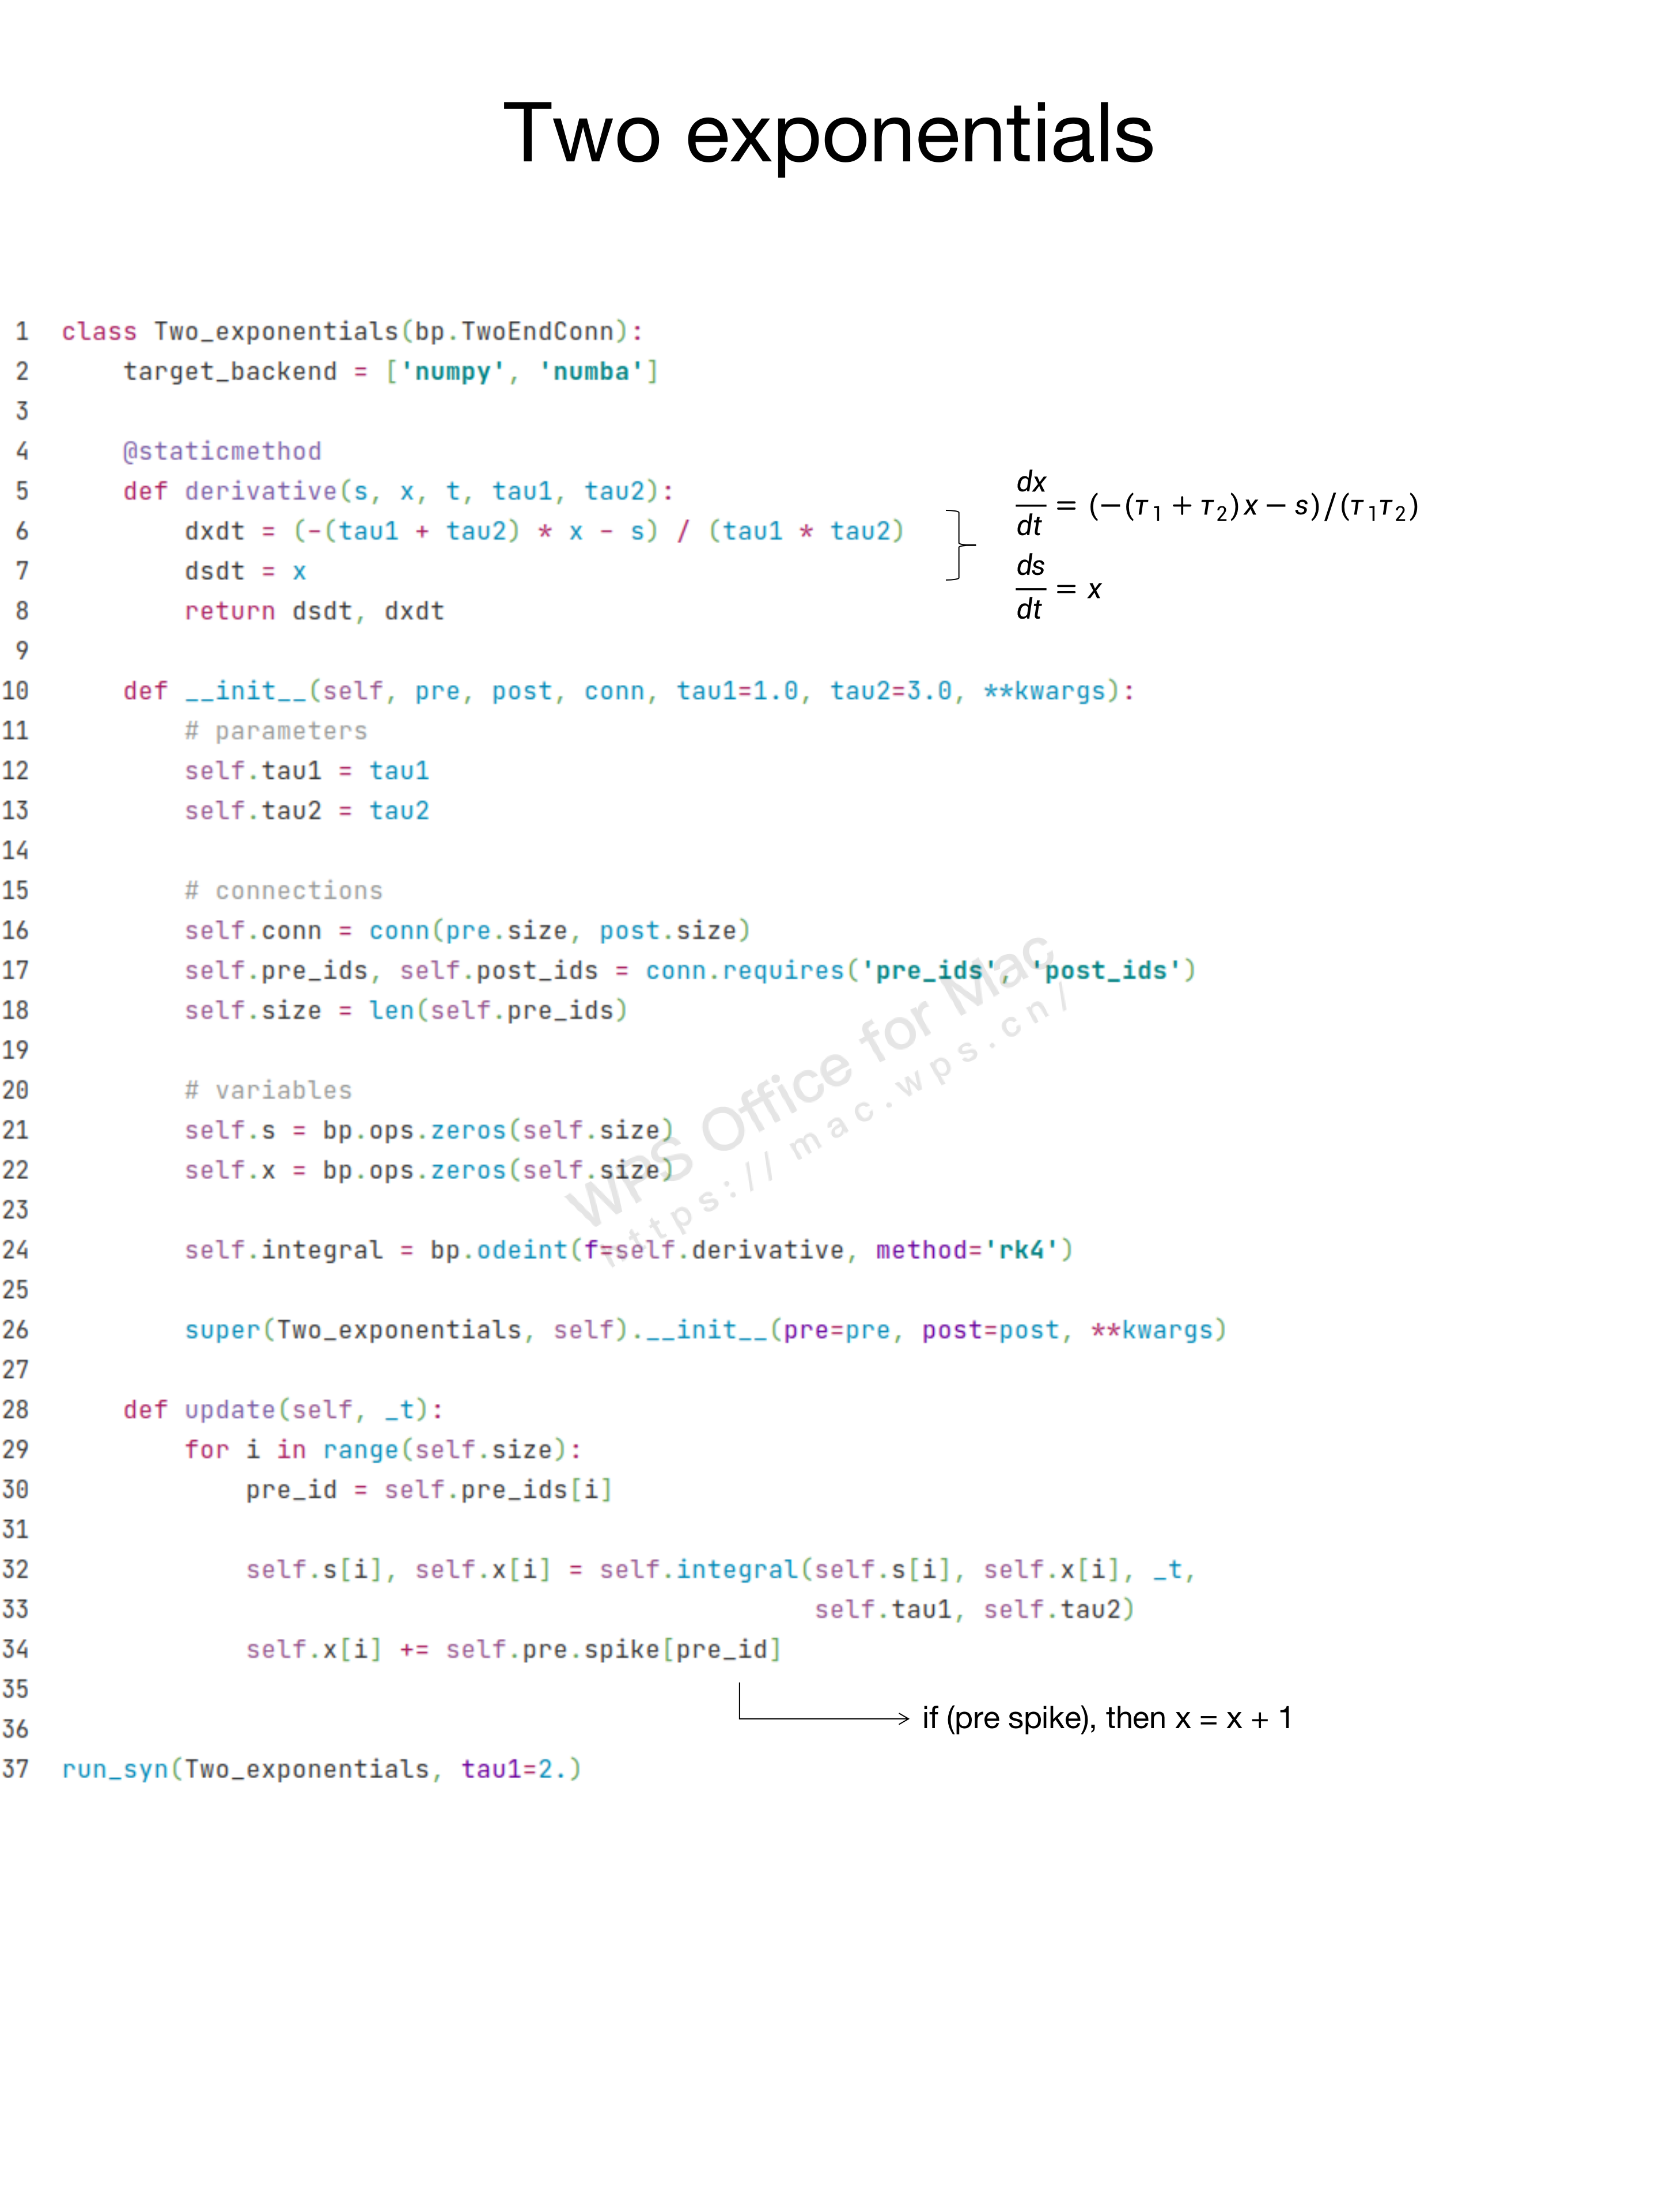 Two exponentials
1 class Two_exponentials(bp.TwoEndConn):
2     target_backend = ['numpy', 'numba']
3
4     @staticmethod
5     def derivative(s, x, t, tau1, tau2):
6         dxdt = (-(tau1 + tau2) * x - s) / (tau1 * tau2)
7         dsdt = x
8         return dsdt, dxdt
9
dx/dt = (−(τ₁ + τ₂)x − s)/(τ₁τ₂)
ds/dt = x
10     def __init__(self, pre, post, conn, tau1=1.0, tau2=3.0, **kwargs):
11         # parameters
12         self.tau1 = tau1
13         self.tau2 = tau2
14
15         # connections
16         self.conn = conn(pre.size, post.size)
17         self.pre_ids, self.post_ids = conn.requires('pre_ids', 'post_ids')
18         self.size = len(self.pre_ids)
19
20         # variables
21         self.s = bp.ops.zeros(self.size)
22         self.x = bp.ops.zeros(self.size)
23
24         self.integral = bp.odeint(f=self.derivative, method='rk4')
25
26         super(Two_exponentials, self).__init__(pre=pre, post=post, **kwargs)
27
28     def update(self, _t):
29         for i in range(self.size):
30             pre_id = self.pre_ids[i]
31
32             self.s[i], self.x[i] = self.integral(self.s[i], self.x[i], _t,
33                                                  self.tau1, self.tau2)
34             self.x[i] += self.pre.spike[pre_id]
35
if (pre spike), then x = x + 1
36
37 run_syn(Two_exponentials, tau1=2.)
WPS Office for Mac
https://mac.wps.cn/